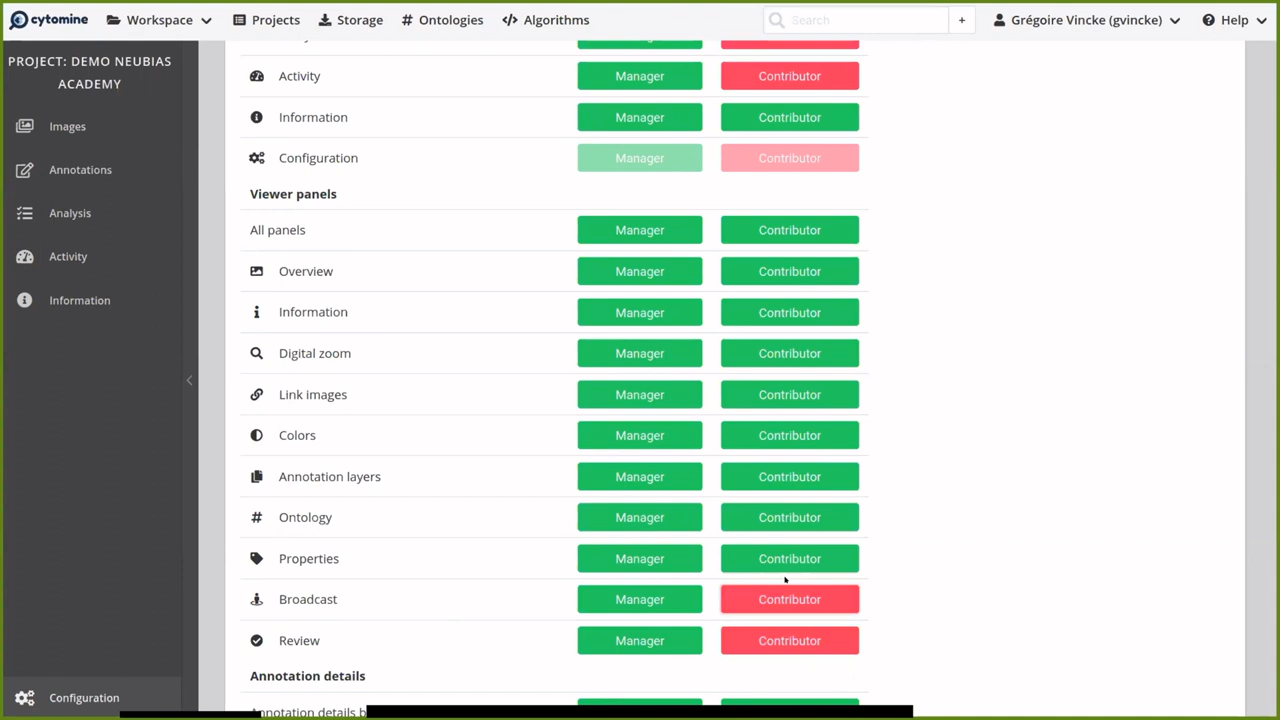 cytomine Workspace Projects Storage Ontologies Algorithms Search + Grégoire Vincke (gvincke) Help
PROJECT: DEMO NEUBIAS
ACADEMY
Images
Annotations
Analysis
Activity
Information
Configuration
Activity Manager Contributor
Information Manager Contributor
Configuration Manager Contributor
Viewer panels
All panels Manager Contributor
Overview Manager Contributor
Information Manager Contributor
Digital zoom Manager Contributor
Link images Manager Contributor
Colors Manager Contributor
Annotation layers Manager Contributor
Ontology Manager Contributor
Properties Manager Contributor
Broadcast Manager Contributor
Review Manager Contributor
Annotation details
Annotation details